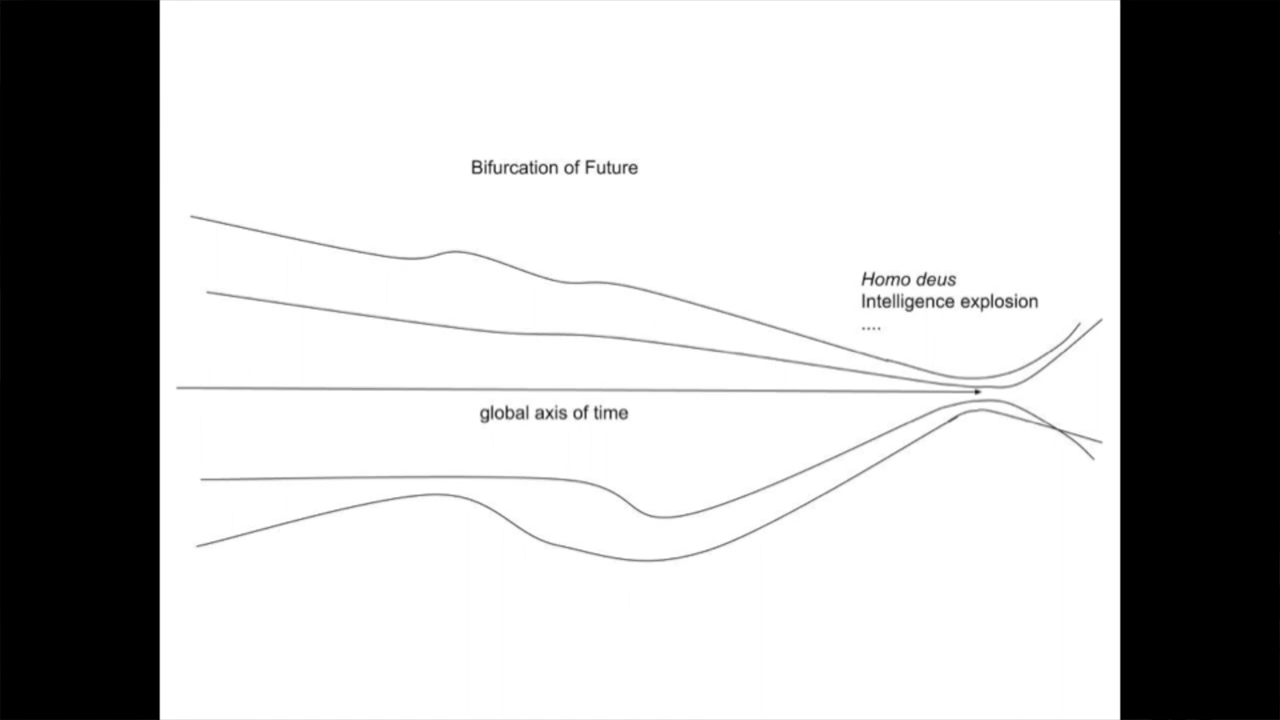 Bifurcation of Future
Homo deus
Intelligence explosion
....
global axis of time